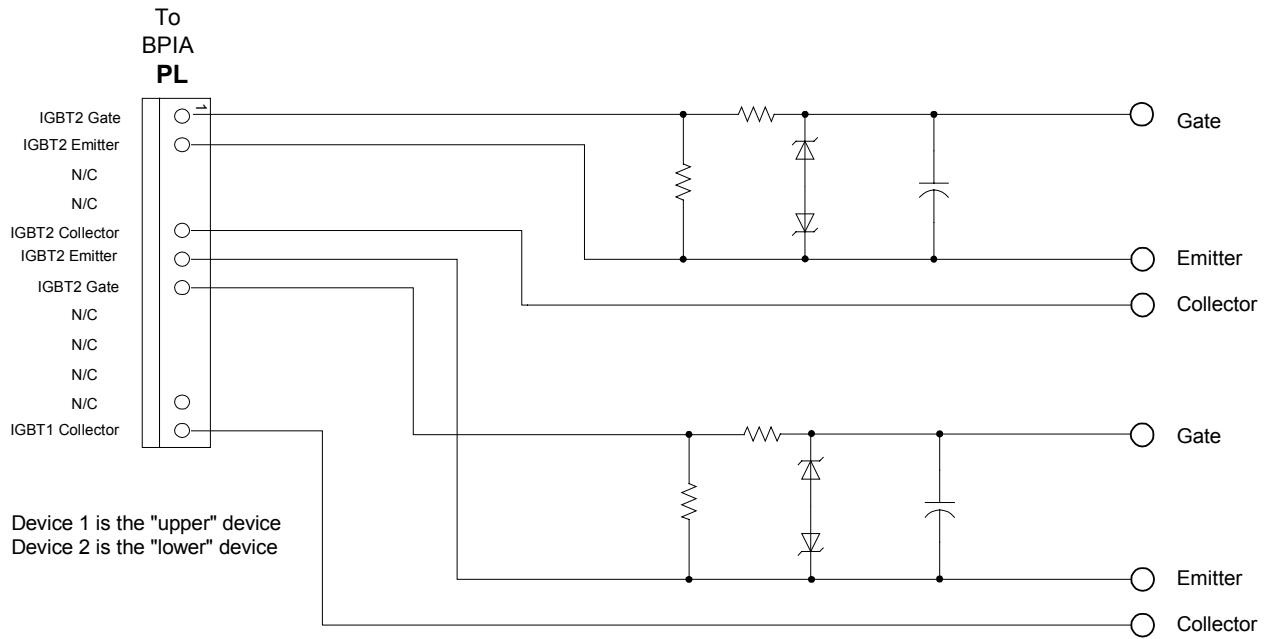 To
BPIA
PL
1
IGBT2 Gate
IGBT2 Emitter
N/C
N/C
IGBT2 Collector
IGBT2 Emitter
IGBT2 Gate
N/C
N/C
N/C
N/C
IGBT1 Collector
Gate
Emitter
Collector
Gate
Emitter
Collector
Device 1 is the "upper" device
Device 2 is the "lower" device